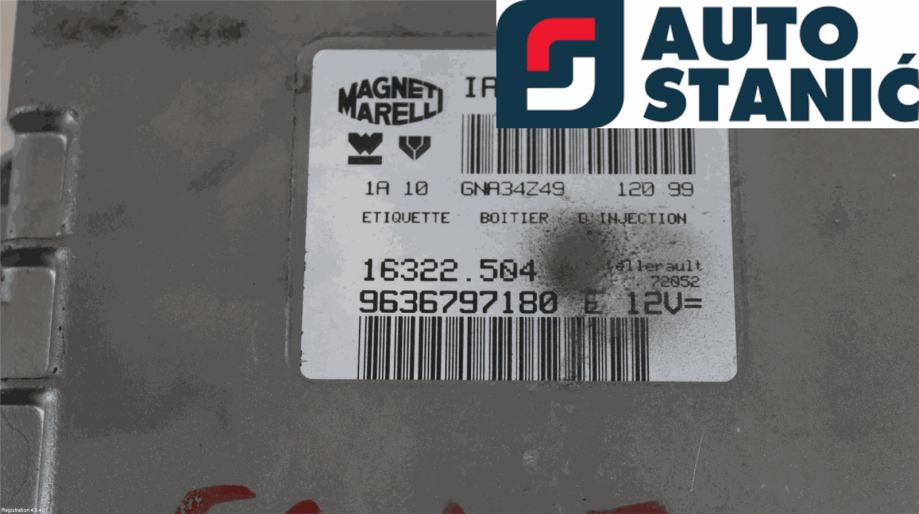 AUTO
STANIĆ
MAGNETI
MARELLI
IA
1A 10 GNA34Z49 120 99
ETIQUETTE BOITIER D'INJECTION
16322.504
72052
9636797180 E 12V=